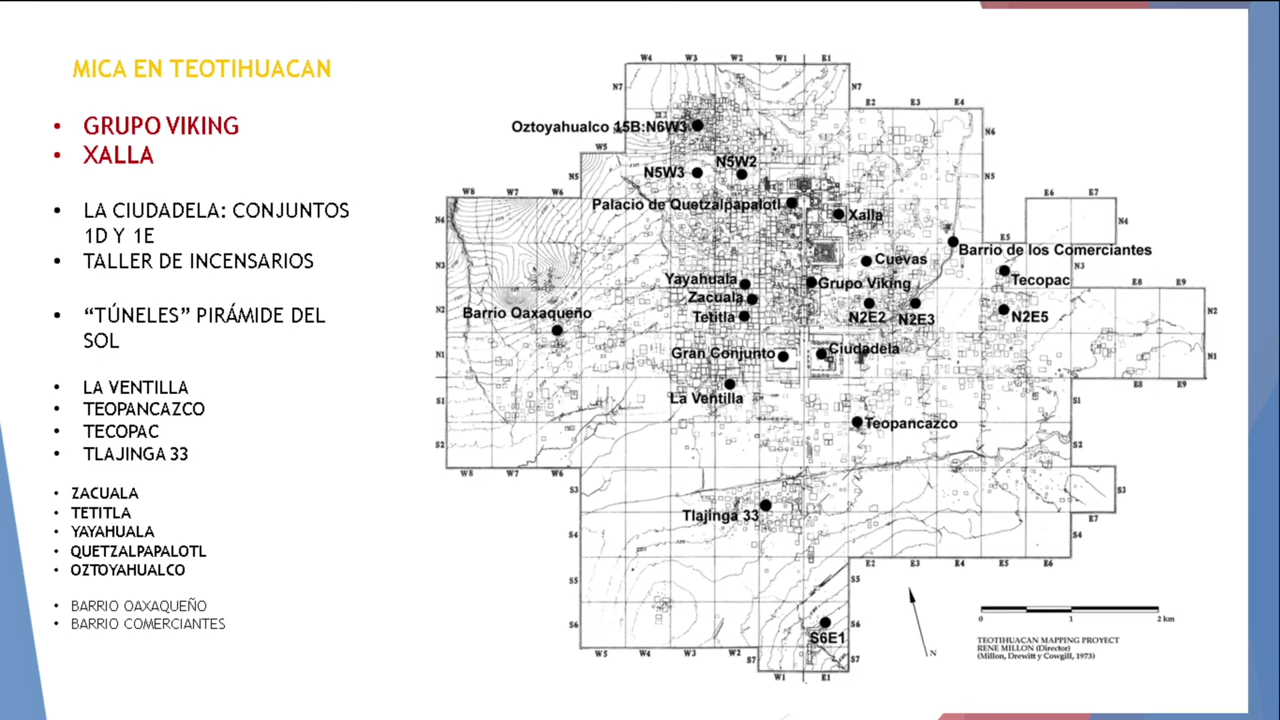 MICA EN TEOTIHUACAN
• GRUPO VIKING
• XALLA
• LA CIUDADELA: CONJUNTOS
1D Y 1E
• TALLER DE INCENSARIOS
• “TÚNELES” PIRÁMIDE DEL
SOL
• LA VENTILLA
• TEOPANCAZCO
• TECOPAC
• TLAJINGA 33
• ZACUALA
• TETITLA
• YAYAHUALA
• QUETZALPAPALOTL
• OZTOYAHUALCO
• BARRIO OAXAQUEÑO
• BARRIO COMERCIANTES
W4 W3 W2 W1 E1
N7 N7
E2 E3 E4
Oztoyahualco 15B:N6W3
N6
W5
N5W2
N5W3
N5 N5
W8 W7 W6
E6 E7
Palacio de Quetzalpapalotl
Xalla
N4 N4
E5
Barrio de los Comerciantes
Cuevas
N3 N3
Yayahuala
Grupo Viking
Tecopac
E8 E9
Zacuala
Barrio Oaxaqueño
Tetitla
N2E2
N2E3
N2E5
N2 N2
Gran Conjunto
Ciudadela
N1 N1
E8 E9
La Ventilla
S1 S1
Teopancazco
S2 S2
W8 W7 W6
S3 S3
Tlajinga 33
E7
S4 S4
E2 E3 E4 E5 E6
S5 S5
S6 S6
S6E1
W5 W4 W3 W2
S7 S7
W1 E1
N
0 1 2 km
TEOTIHUACAN MAPPING PROYECT
RENE MILLON (Director)
(Millon, Drewitt y Cowgill, 1973)